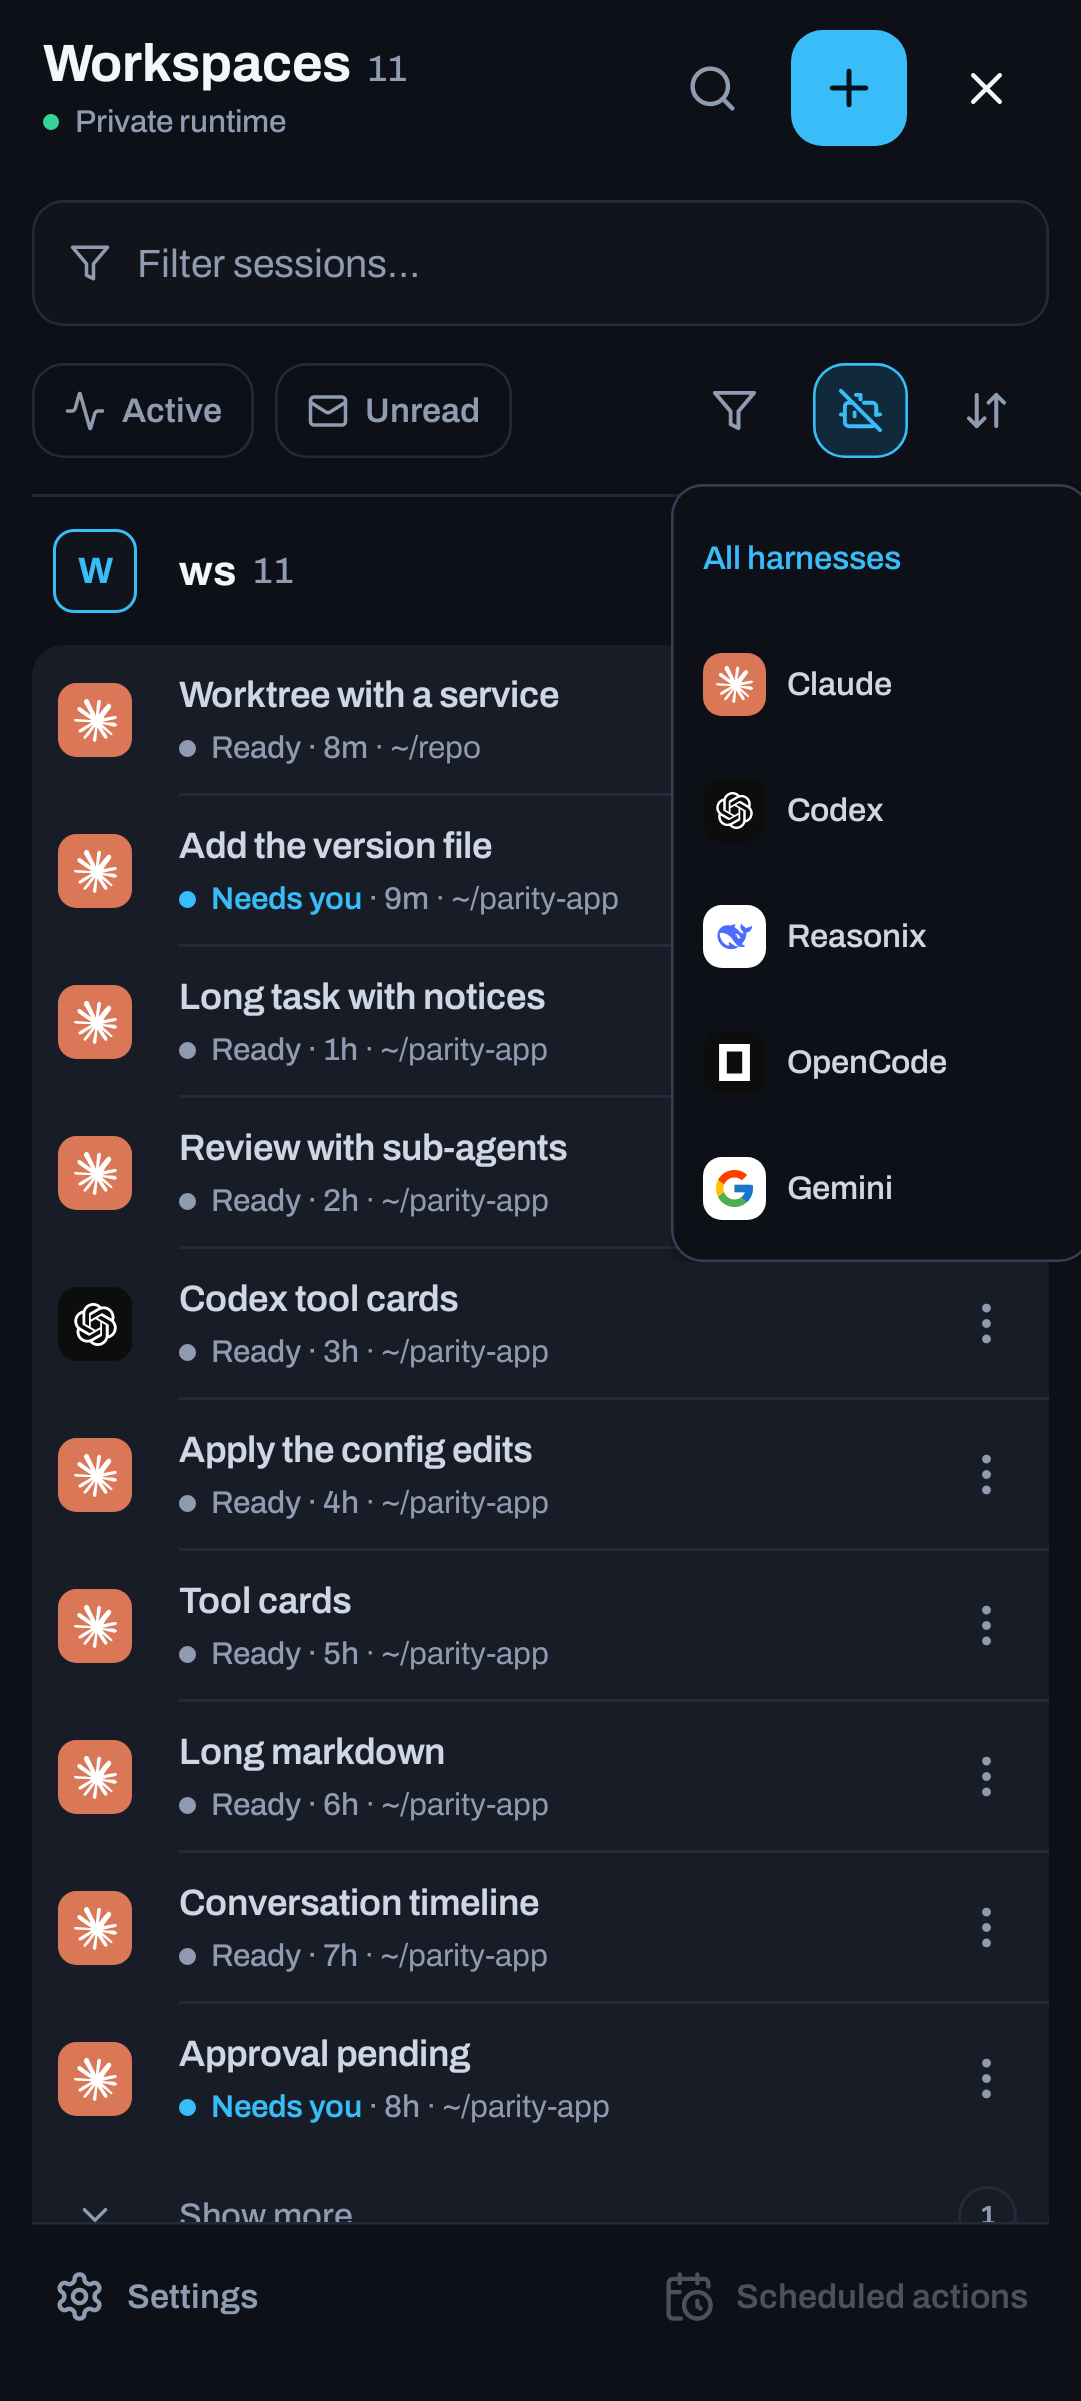 Workspaces 11
Private runtime
Filter sessions...
Active
Unread
W
ws 11
All harnesses
Claude
Codex
Reasonix
OpenCode
Gemini
Worktree with a service
Ready · 8m · ~/repo
Add the version file
Needs you · 9m · ~/parity-app
Long task with notices
Ready · 1h · ~/parity-app
Review with sub-agents
Ready · 2h · ~/parity-app
Codex tool cards
Ready · 3h · ~/parity-app
Apply the config edits
Ready · 4h · ~/parity-app
Tool cards
Ready · 5h · ~/parity-app
Long markdown
Ready · 6h · ~/parity-app
Conversation timeline
Ready · 7h · ~/parity-app
Approval pending
Needs you · 8h · ~/parity-app
Show more 1
Settings
Scheduled actions